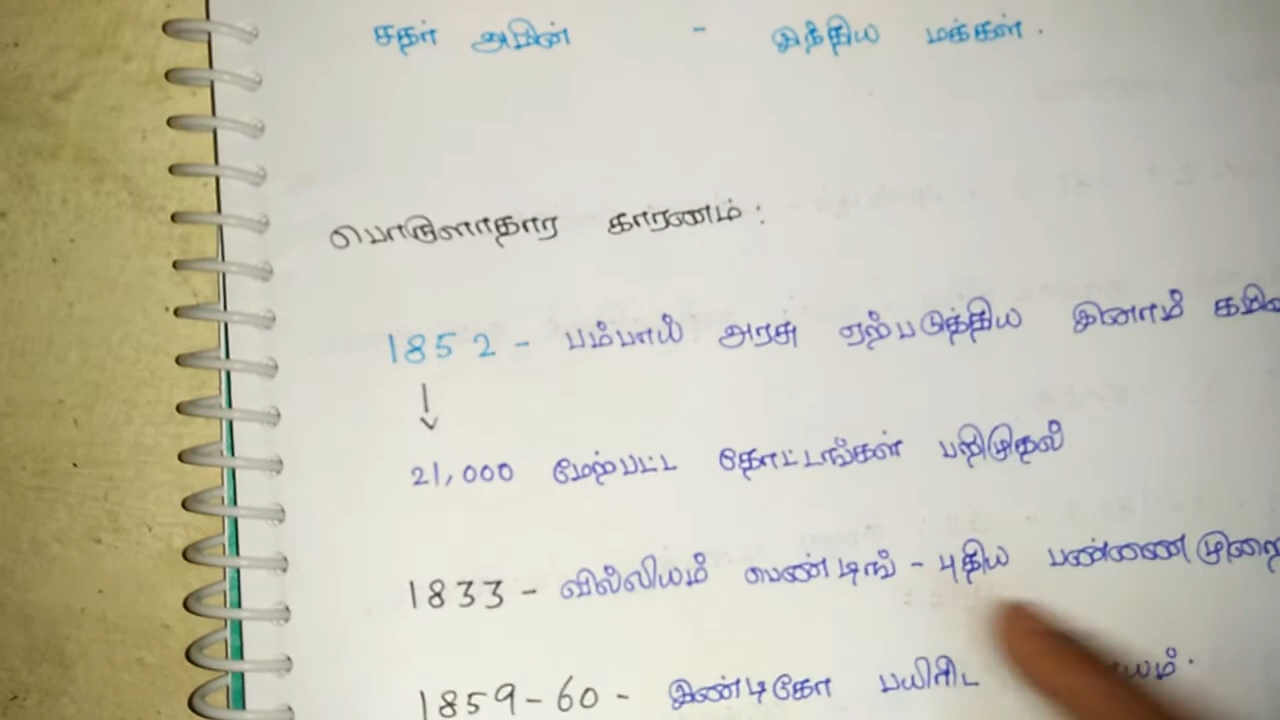 சதர் அமின் - இந்திய மக்கள்.
பொருளாதார காரணம் :
1852 - பம்பாய் அரசு ஏற்படுத்திய இனாம்
↓
21,000 மேற்பட்ட தோட்டங்கள் பறிமுதல்
1833 - வில்லியம் பெண்டிங் - புதிய பண்ணைமுறை
1859-60 - இண்டிகோ பயிரிட